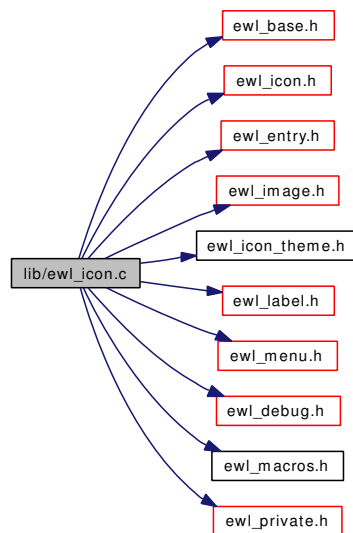 ewl_base.h
ewl_icon.h
ewl_entry.h
ewl_image.h
ewl_icon_theme.h
lib/ewl_icon.c
ewl_label.h
ewl_menu.h
ewl_debug.h
ewl_macros.h
ewl_private.h